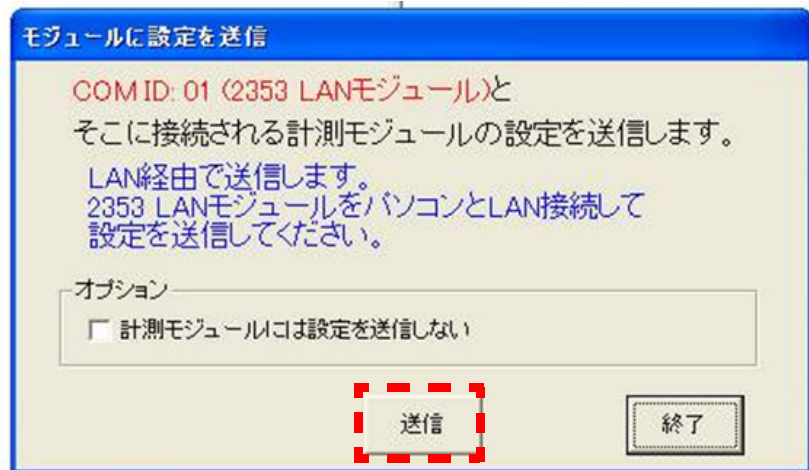 モジュールに設定を送信
COM ID: 01 (2353 LANモジュール)と
そこに接続される計測モジュールの設定を送信します。
LAN経由で送信します。
2353 LANモジュールをパソコンとLAN接続して
設定を送信してください。
オプション
計測モジュールには設定を送信しない
送信 終了